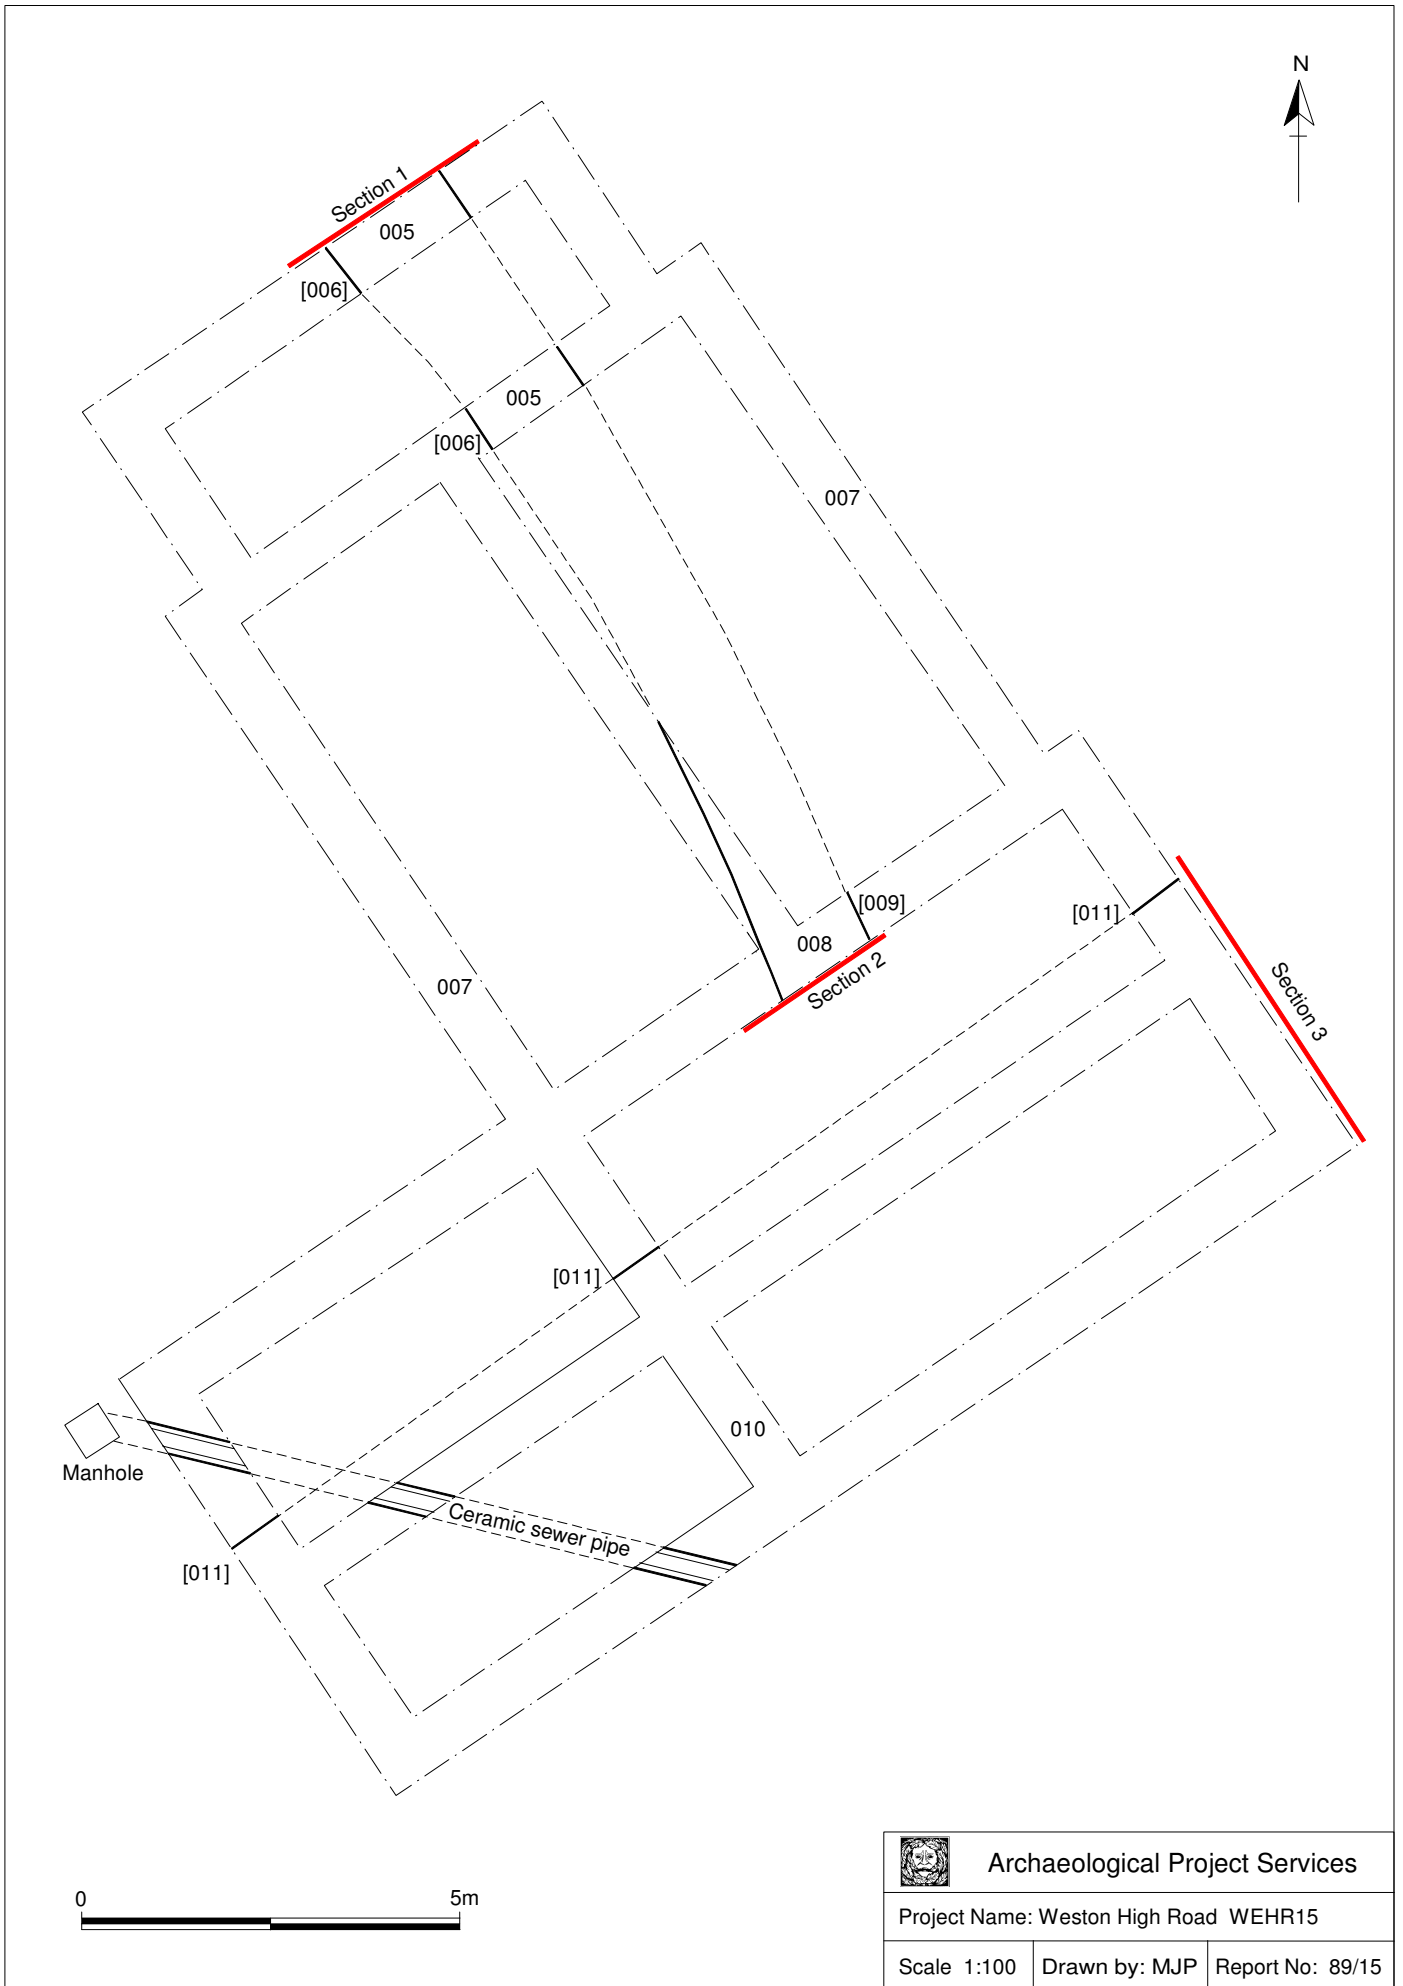 N
Section 1
005
[006]
005
[006]
007
[009]
[011]
008
Section 2
007
Section 3
[011]
010
Manhole
Ceramic sewer pipe
[011]
0 5m
Archaeological Project Services
Project Name: Weston High Road WEHR15
Scale 1:100 Drawn by: MJP Report No: 89/15